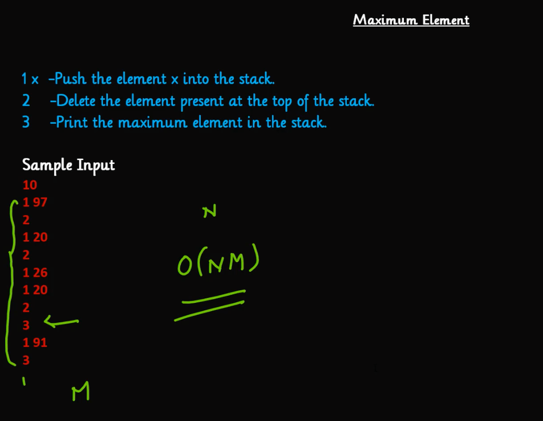 Maximum Element
1 x -Push the element x into the stack.
2 -Delete the element present at the top of the stack.
3 -Print the maximum element in the stack.
Sample Input
10
1 97
2
1 20
2
1 26
1 20
2
3
1 91
3
N
O(NM)
M